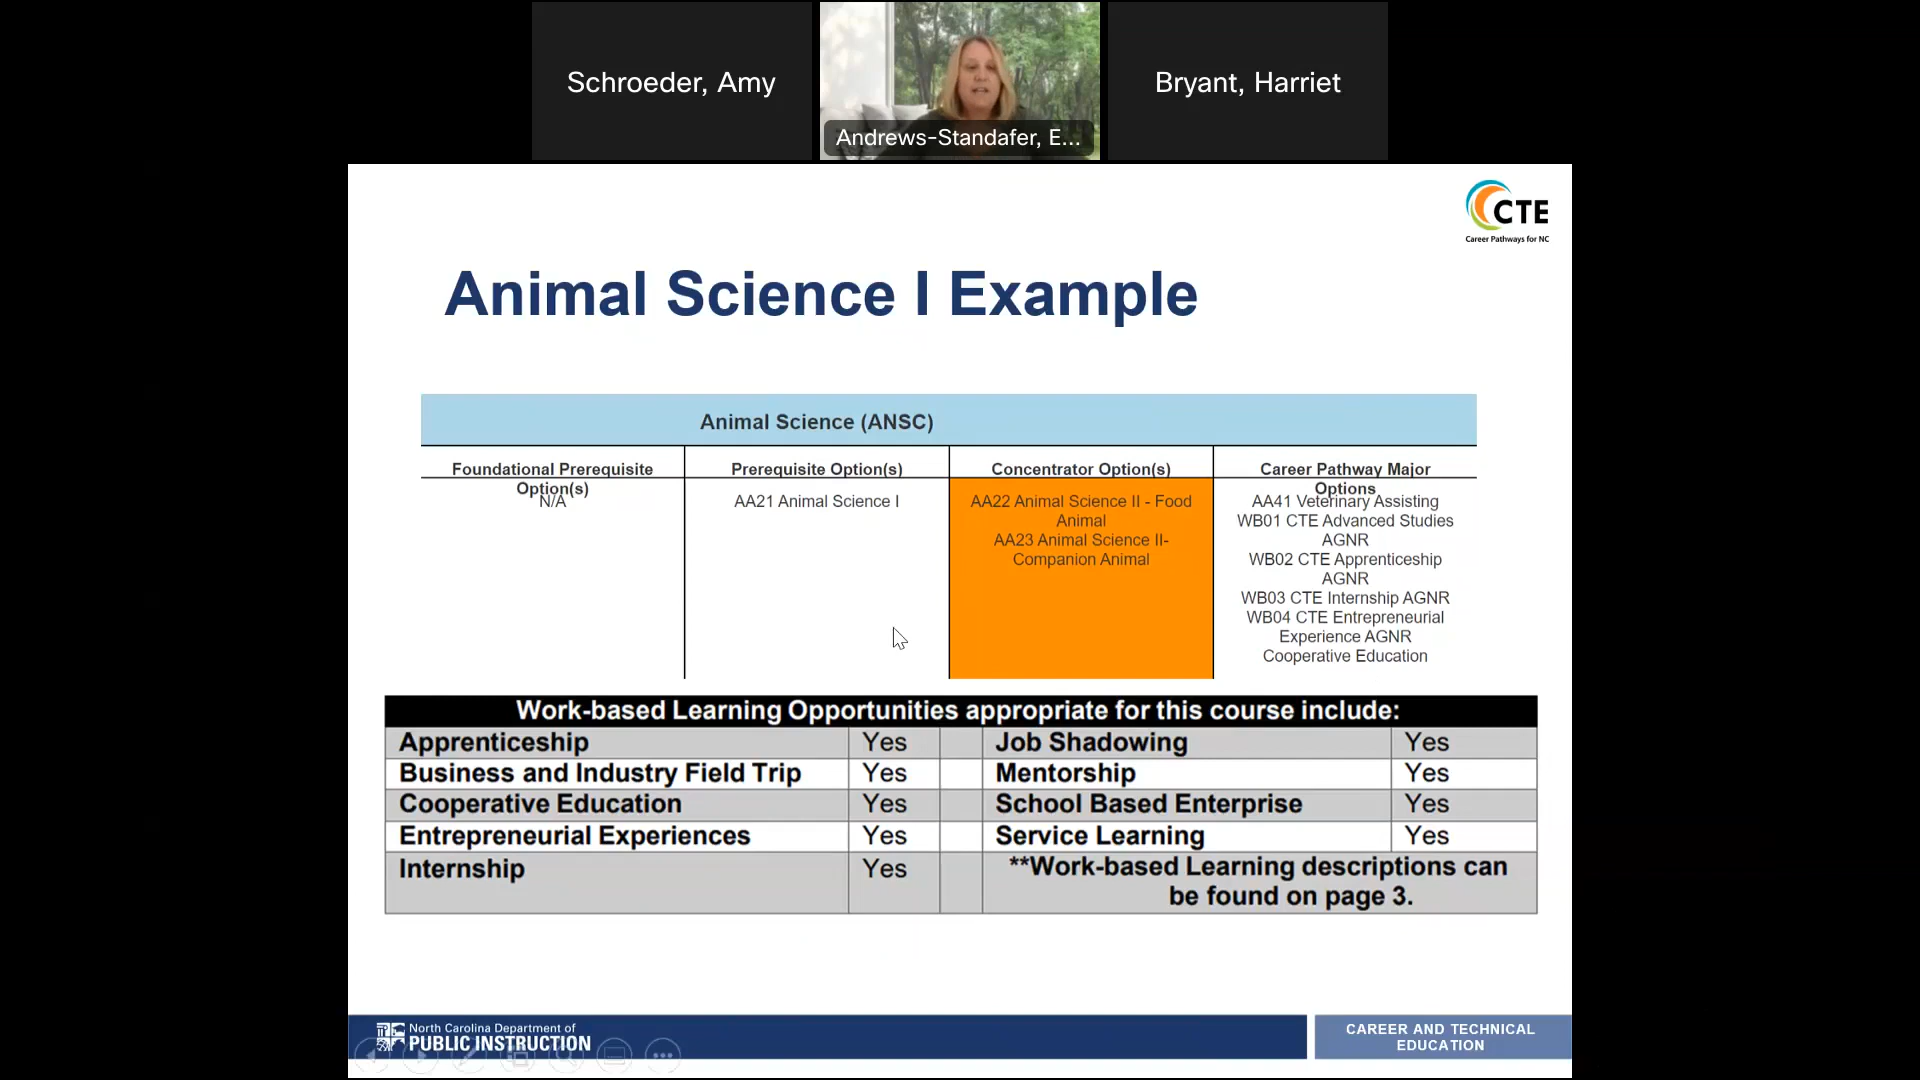 Schroeder, Amy
Andrews-Standafer, E...
Bryant, Harriet
CTE
Career Pathways for NC
Animal Science I Example
Animal Science (ANSC)
Foundational Prerequisite
Option(s)
N/A
Prerequisite Option(s)
AA21 Animal Science I
Concentrator Option(s)
AA22 Animal Science II - Food
Animal
AA23 Animal Science II-
Companion Animal
Career Pathway Major
Options
AA41 Veterinary Assisting
WB01 CTE Advanced Studies
AGNR
WB02 CTE Apprenticeship
AGNR
WB03 CTE Internship AGNR
WB04 CTE Entrepreneurial
Experience AGNR
Cooperative Education
Work-based Learning Opportunities appropriate for this course include:
Apprenticeship Yes Job Shadowing Yes
Business and Industry Field Trip Yes Mentorship Yes
Cooperative Education Yes School Based Enterprise Yes
Entrepreneurial Experiences Yes Service Learning Yes
Internship Yes **Work-based Learning descriptions can
be found on page 3.
North Carolina Department of
PUBLIC INSTRUCTION
CAREER AND TECHNICAL
EDUCATION